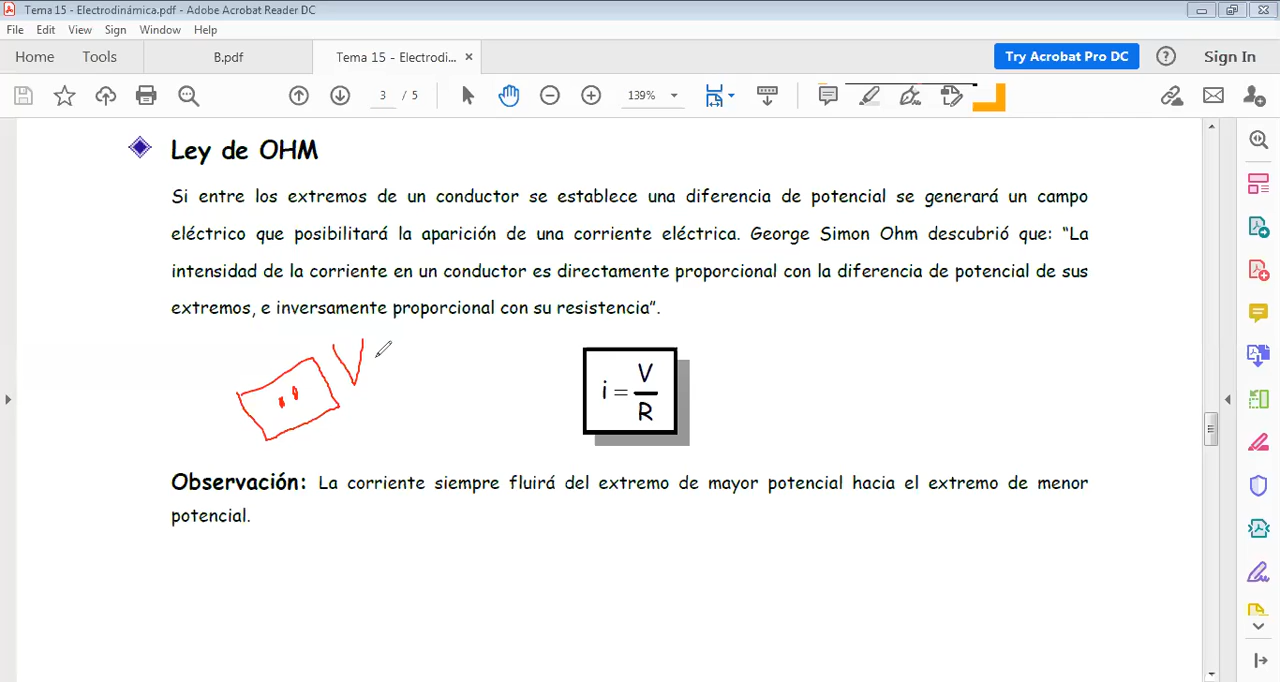 Tema 15 - Electrodinámica.pdf - Adobe Acrobat Reader DC
File Edit View Sign Window Help
Home Tools B.pdf Tema 15 - Electrodi... × Try Acrobat Pro DC ? Sign In
3 / 5 139%
Ley de OHM
Si entre los extremos de un conductor se establece una diferencia de potencial se generará un campo
eléctrico que posibilitará la aparición de una corriente eléctrica. George Simon Ohm descubrió que: “La
intensidad de la corriente en un conductor es directamente proporcional con la diferencia de potencial de sus
extremos, e inversamente proporcional con su resistencia”.
V
i = V
R
Observación: La corriente siempre fluirá del extremo de mayor potencial hacia el extremo de menor
potencial.